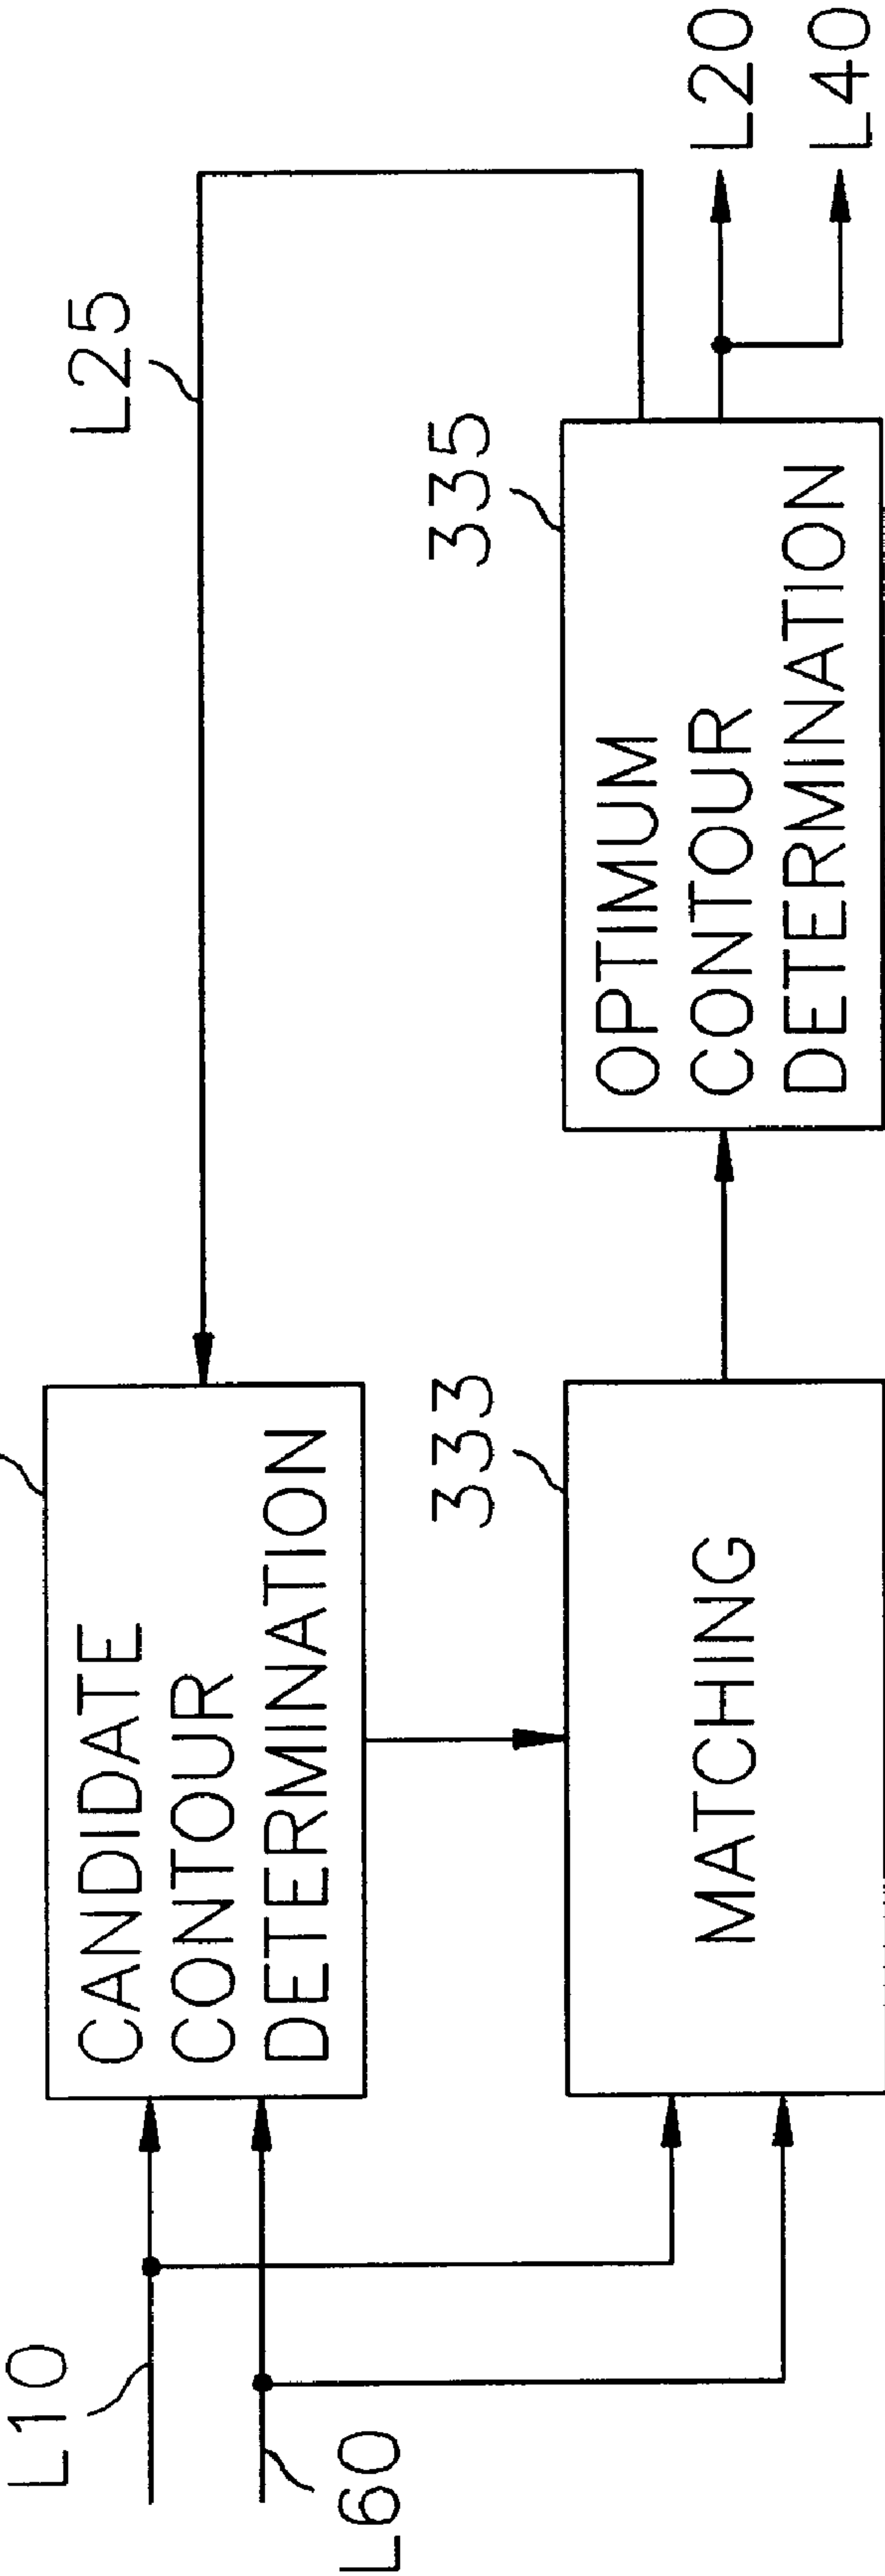 L10
L60
CANDIDATE
CONTOUR
DETERMINATION
L25
333
MATCHING
335
OPTIMUM
CONTOUR
DETERMINATION
L20
L40